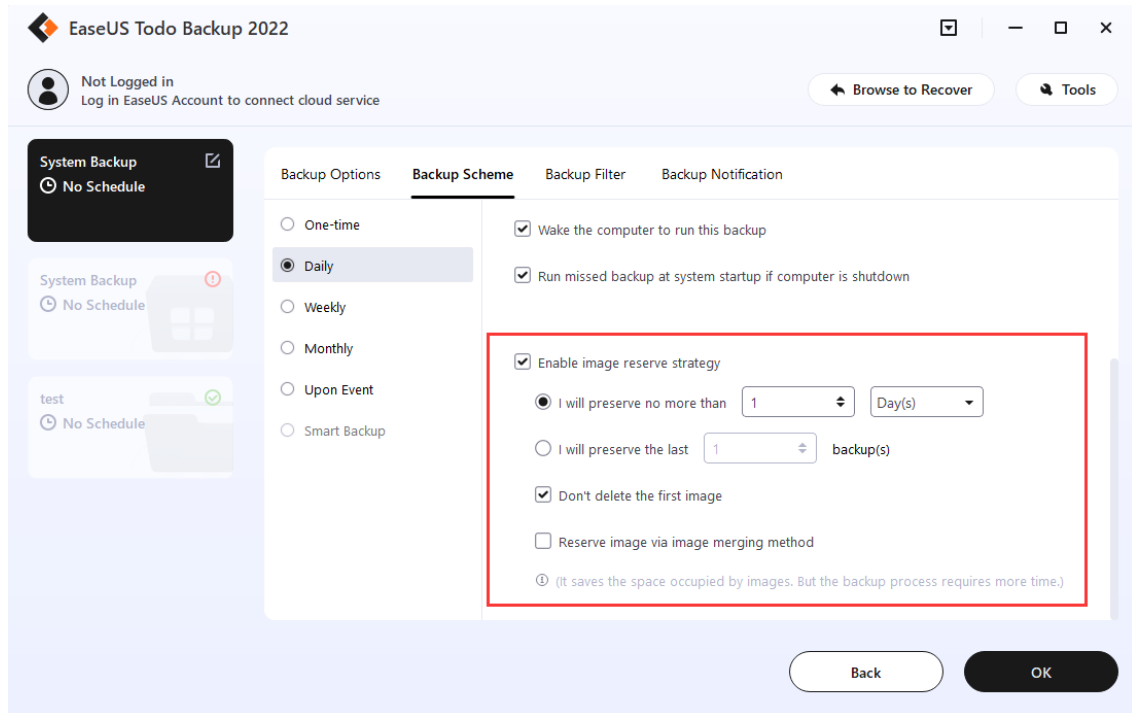 EaseUS Todo Backup 2022
Not Logged in
Log in EaseUS Account to connect cloud service
Browse to Recover
Tools
System Backup
No Schedule
System Backup
No Schedule
test
No Schedule
Backup Options
Backup Scheme
Backup Filter
Backup Notification
One-time
Daily
Weekly
Monthly
Upon Event
Smart Backup
Wake the computer to run this backup
Run missed backup at system startup if computer is shutdown
Enable image reserve strategy
I will preserve no more than 1 Day(s)
I will preserve the last 1 backup(s)
Don't delete the first image
Reserve image via image merging method
(It saves the space occupied by images. But the backup process requires more time.)
Back
OK